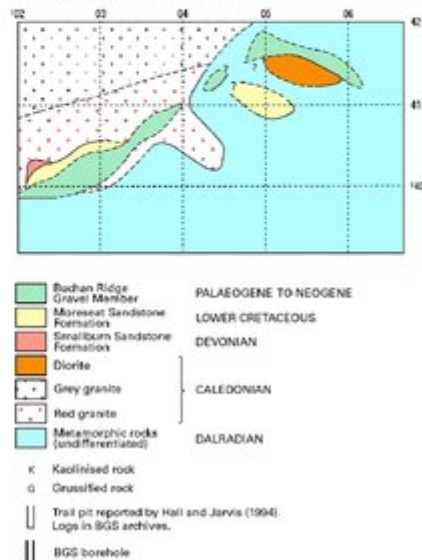 02 03 04 05 06
42
41
40
Buchan Ridge
Gravel Member
PALAEOGENE TO NEOGENE
Moreseat Sandstone
Formation
LOWER CRETACEOUS
Smallburn Sandstone
Formation
DEVONIAN
Diorite
Grey granite
CALEDONIAN
Red granite
Metamorphic rocks
(undifferentiated)
DALRADIAN
K Kaolinised rock
G Grussified rock
Trail pit reported by Hall and Jarvis (1994).
Logs in BGS archives.
BGS borehole